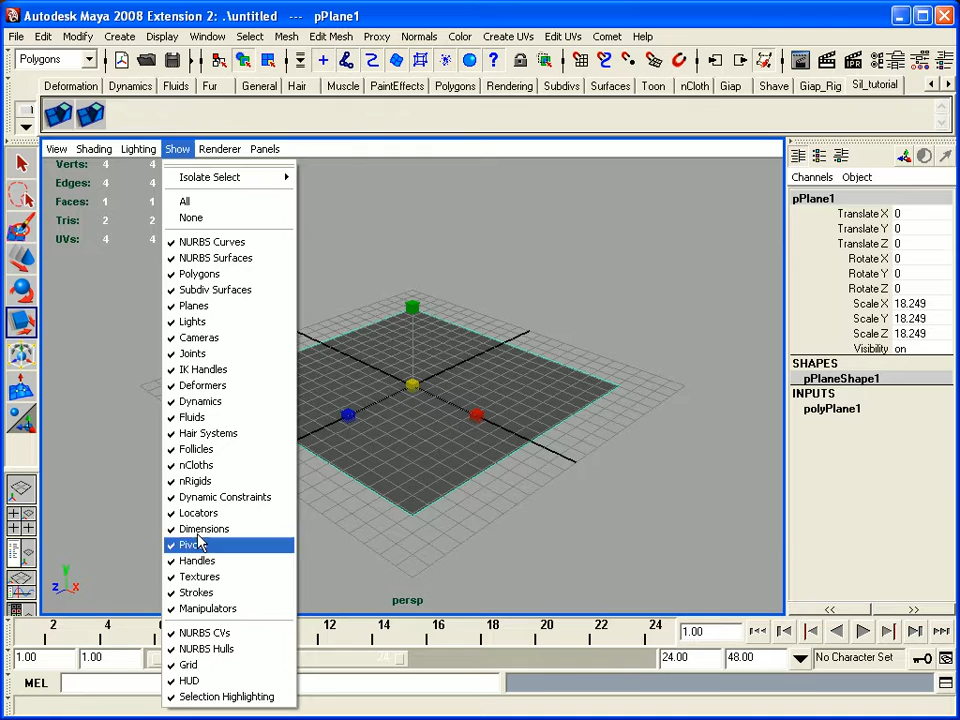 Autodesk Maya 2008 Extension 2: .\untitled --- pPlane1
File Edit Modify Create Display Window Select Mesh Edit Mesh Proxy Normals Color Create UVs Edit UVs Comet Help
Polygons
Deformation Dynamics Fluids Fur General Hair Muscle PaintEffects Polygons Rendering Subdivs Surfaces Toon nCloth Giap Shave Giap_Rig Sil_tutorial
View Shading Lighting Show Renderer Panels
Verts: 4 4
Edges: 4 4
Faces: 1 1
Tris: 2 2
UVs: 4 4
Isolate Select
All
None
NURBS Curves
NURBS Surfaces
Polygons
Subdiv Surfaces
Planes
Lights
Cameras
Joints
IK Handles
Deformers
Dynamics
Fluids
Hair Systems
Follicles
nCloths
nRigids
Dynamic Constraints
Locators
Dimensions
Handles
Textures
Strokes
Manipulators
NURBS CVs
NURBS Hulls
Grid
HUD
Selection Highlighting
y
z x
persp
Channels Object
pPlane1
Translate X 0
Translate Y 0
Translate Z 0
Rotate X 0
Rotate Y 0
Rotate Z 0
Scale X 18.249
Scale Y 18.249
Scale Z 18.249
Visibility on
SHAPES
pPlaneShape1
INPUTS
polyPlane1
2 4 6 12 14 16 18 20 22 24
1.00
1.00 1.00 24 24.00 48.00 No Character Set
MEL